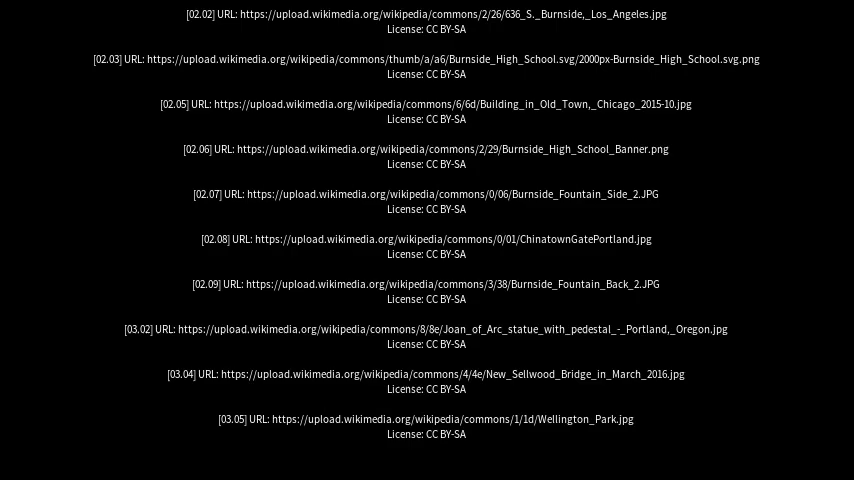 [02.02] URL: https://upload.wikimedia.org/wikipedia/commons/2/26/636_S._Burnside,_Los_Angeles.jpg
License: CC BY-SA
[02.03] URL: https://upload.wikimedia.org/wikipedia/commons/thumb/a/a6/Burnside_High_School.svg/2000px-Burnside_High_School.svg.png
License: CC BY-SA
[02.05] URL: https://upload.wikimedia.org/wikipedia/commons/6/6d/Building_in_Old_Town,_Chicago_2015-10.jpg
License: CC BY-SA
[02.06] URL: https://upload.wikimedia.org/wikipedia/commons/2/29/Burnside_High_School_Banner.png
License: CC BY-SA
[02.07] URL: https://upload.wikimedia.org/wikipedia/commons/0/06/Burnside_Fountain_Side_2.JPG
License: CC BY-SA
[02.08] URL: https://upload.wikimedia.org/wikipedia/commons/0/01/ChinatownGatePortland.jpg
License: CC BY-SA
[02.09] URL: https://upload.wikimedia.org/wikipedia/commons/3/38/Burnside_Fountain_Back_2.JPG
License: CC BY-SA
[03.02] URL: https://upload.wikimedia.org/wikipedia/commons/8/8e/Joan_of_Arc_statue_with_pedestal_-_Portland,_Oregon.jpg
License: CC BY-SA
[03.04] URL: https://upload.wikimedia.org/wikipedia/commons/4/4e/New_Sellwood_Bridge_in_March_2016.jpg
License: CC BY-SA
[03.05] URL: https://upload.wikimedia.org/wikipedia/commons/1/1d/Wellington_Park.jpg
License: CC BY-SA